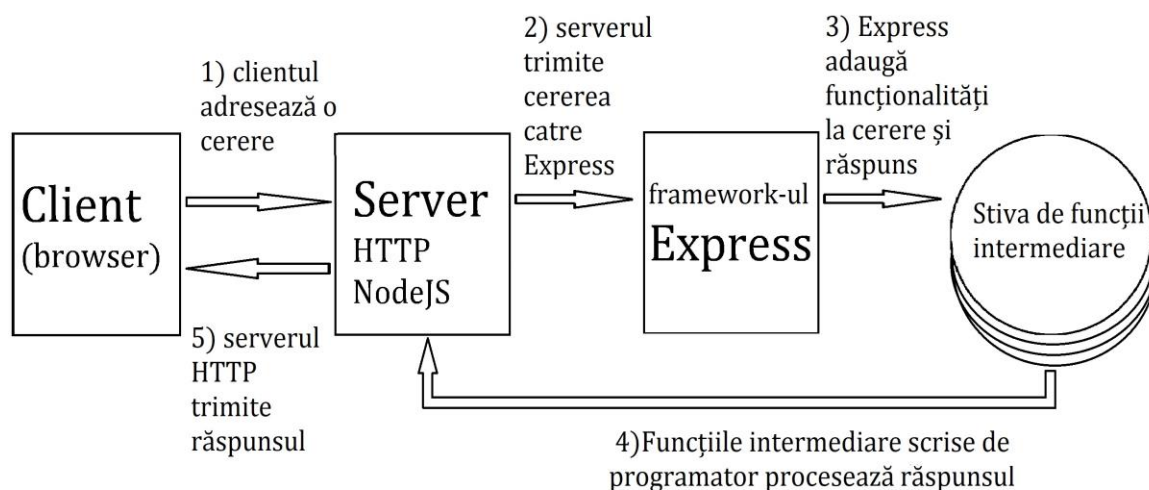 1) clientul
adresează o
cerere
2) serverul
trimite
cererea
catre
Express
3) Express
adaugă
funcționalități
la cerere și
răspuns
Client
(browser)
Server
HTTP
NodeJS
framework-ul
Express
Stiva de funcții
intermediare
5) serverul
HTTP
trimite
răspunsul
4)Funcțiile intermediare scrise de
programator procesează răspunsul